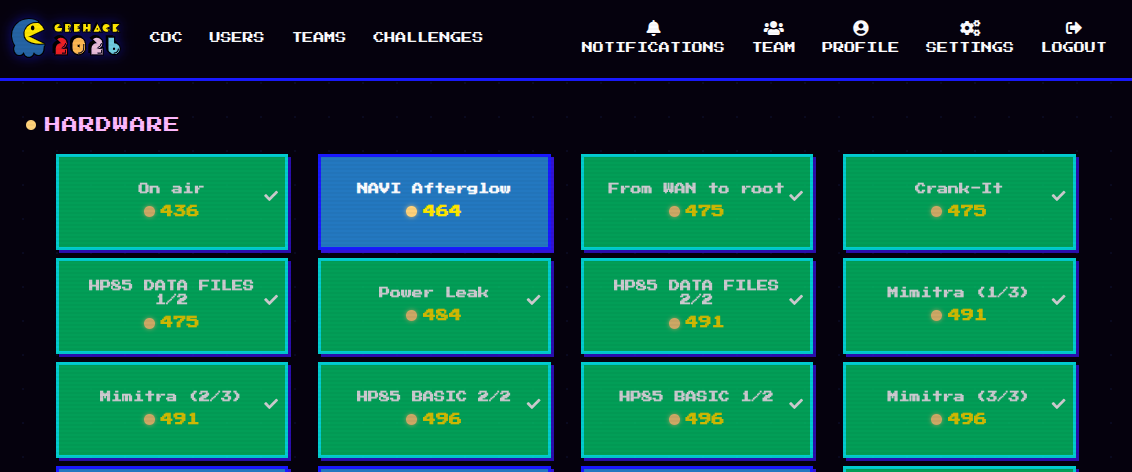 GREHACK
2026
COC USERS TEAMS CHALLENGES NOTIFICATIONS TEAM PROFILE SETTINGS LOGOUT
HARDWARE
On air
436
NAVI Afterglow
464
From WAN to root
475
Crank-It
475
HP85 DATA FILES
1/2
475
Power Leak
484
HP85 DATA FILES
2/2
491
Mimitra (1/3)
491
Mimitra (2/3)
491
HP85 BASIC 2/2
496
HP85 BASIC 1/2
496
Mimitra (3/3)
496